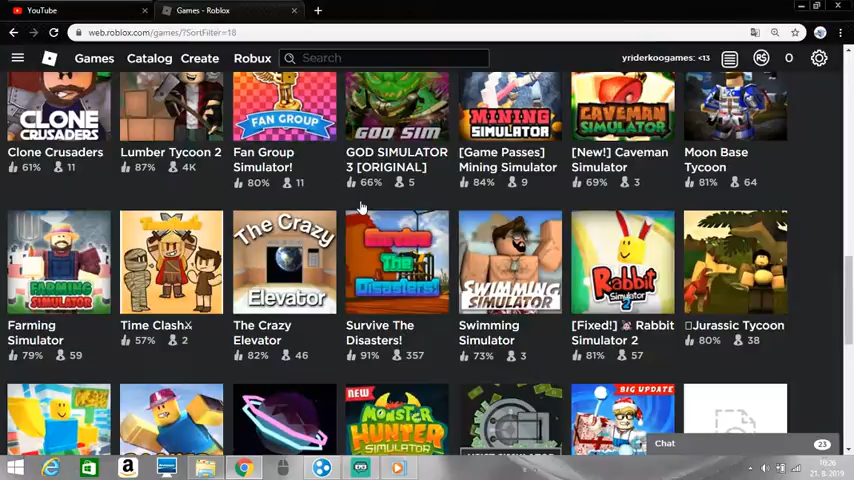 YouTube
Games - Roblox
web.roblox.com/games/?SortFilter=18
Games
Catalog
Create
Robux
Search
yriderkoogames: <13
0
CLONE
CRUSADERS
FAN GROUP
GOD SIM
MINING
SIMULATOR
CAVEMAN
SIMULATOR
Clone Crusaders
Lumber Tycoon 2
Fan Group
Simulator!
GOD SIMULATOR
3 [ORIGINAL]
[Game Passes]
Mining Simulator
[New!] Caveman
Simulator
Moon Base
Tycoon
61% 11
87% 4K
80% 11
66% 5
84% 9
69% 3
81% 64
FARMING
SIMULATOR
The Crazy
Elevator
Survive
The
Disasters!
SWIMMING
SIMULATOR
Rabbit
Simulator
2
Farming
Simulator
Time Clash⚔
The Crazy
Elevator
Survive The
Disasters!
Swimming
Simulator
[Fixed!] Rabbit
Simulator 2
Jurassic Tycoon
79% 59
57% 2
82% 46
91% 357
73% 3
81% 57
80% 38
NEW
MONSTER
HUNTER
SIMULATOR
BIG UPDATE
Chat
23
10:26
21. 8. 2019